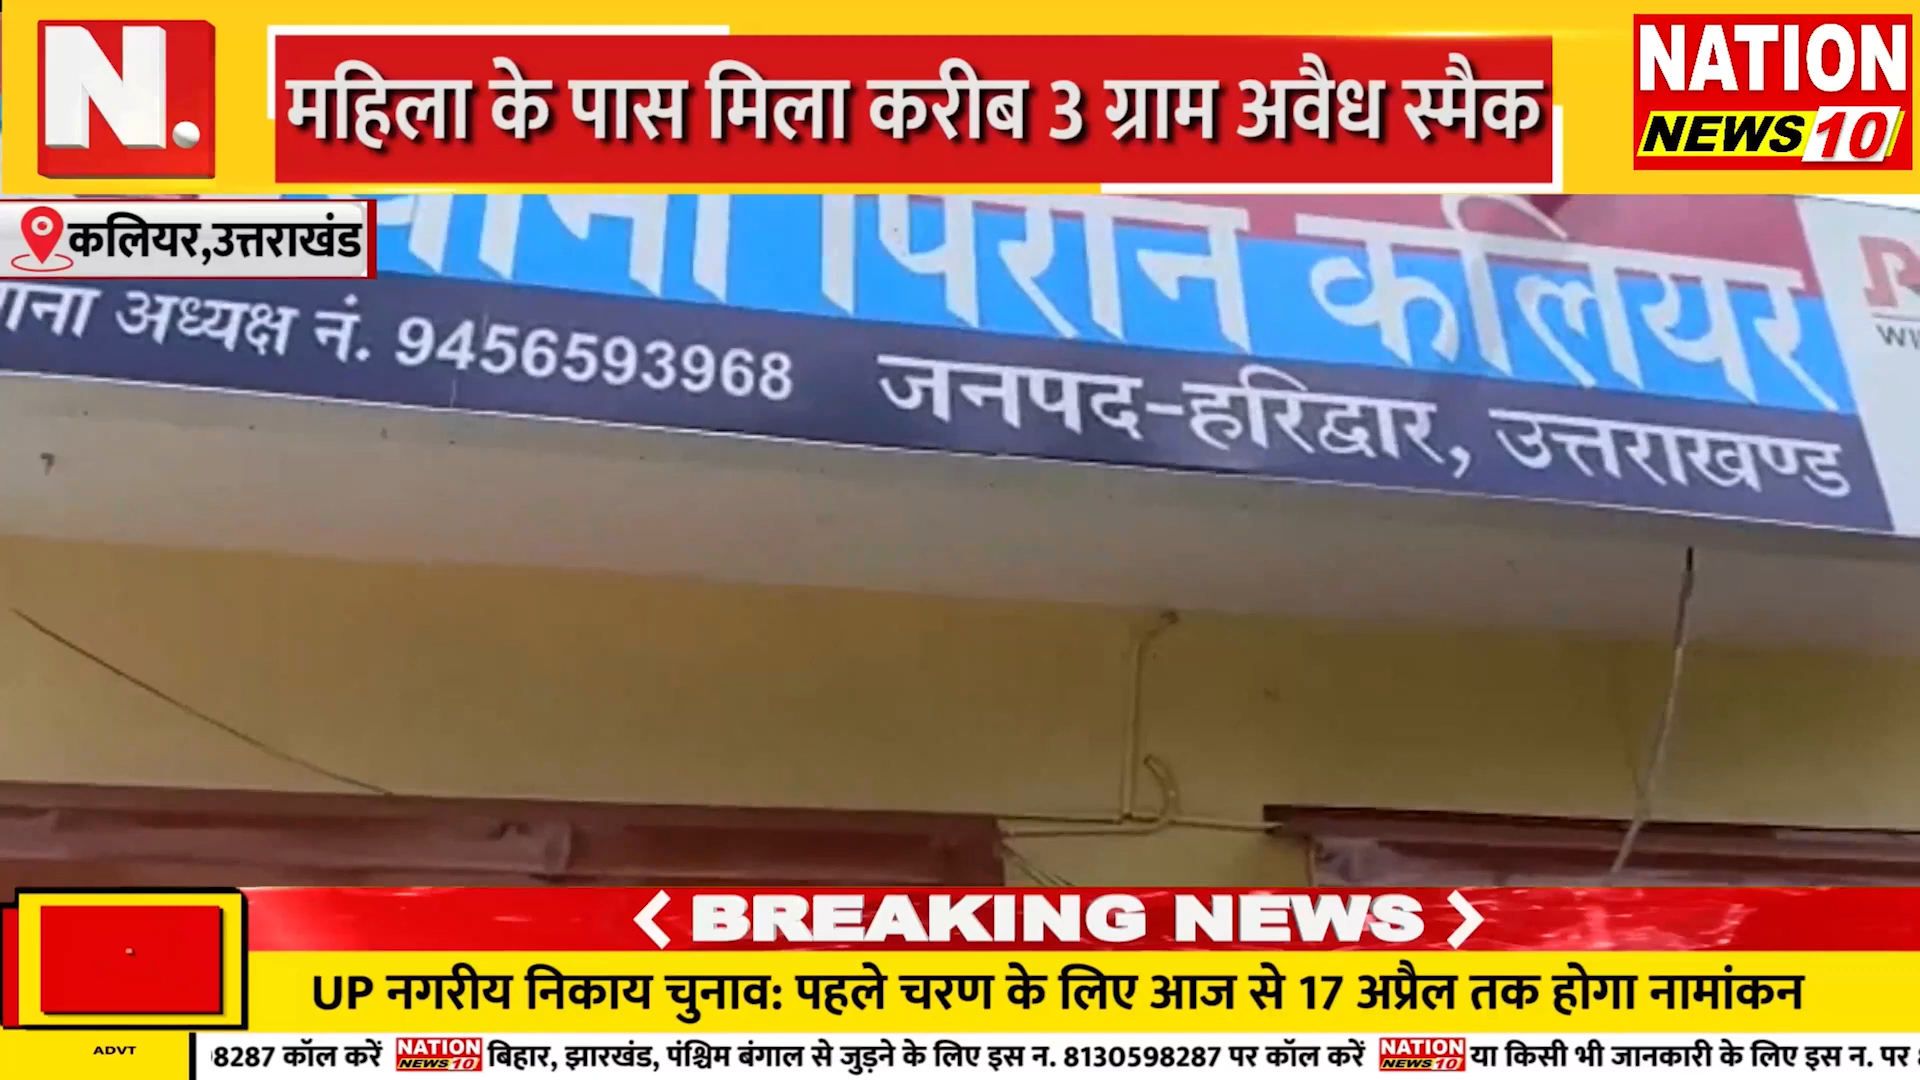 N.
महिला के पास मिला करीब 3 ग्राम अवैध स्मैक
NATION
NEWS 10
कलियर,उत्तराखंड
पिरान कलियर
अध्यक्ष नं. 9456593968 जनपद-हरिद्वार, उत्तराखण्ड
BREAKING NEWS
UP नगरीय निकाय चुनाव: पहले चरण के लिए आज से 17 अप्रैल तक होगा नामांकन
ADVT
8287 कॉल करें NATION NEWS 10 बिहार, झारखंड, पंश्चिम बंगाल से जुड़ने के लिए इस न. 8130598287 पर कॉल करें NATION NEWS 10 या किसी भी जानकारी के लिए इस न. पर